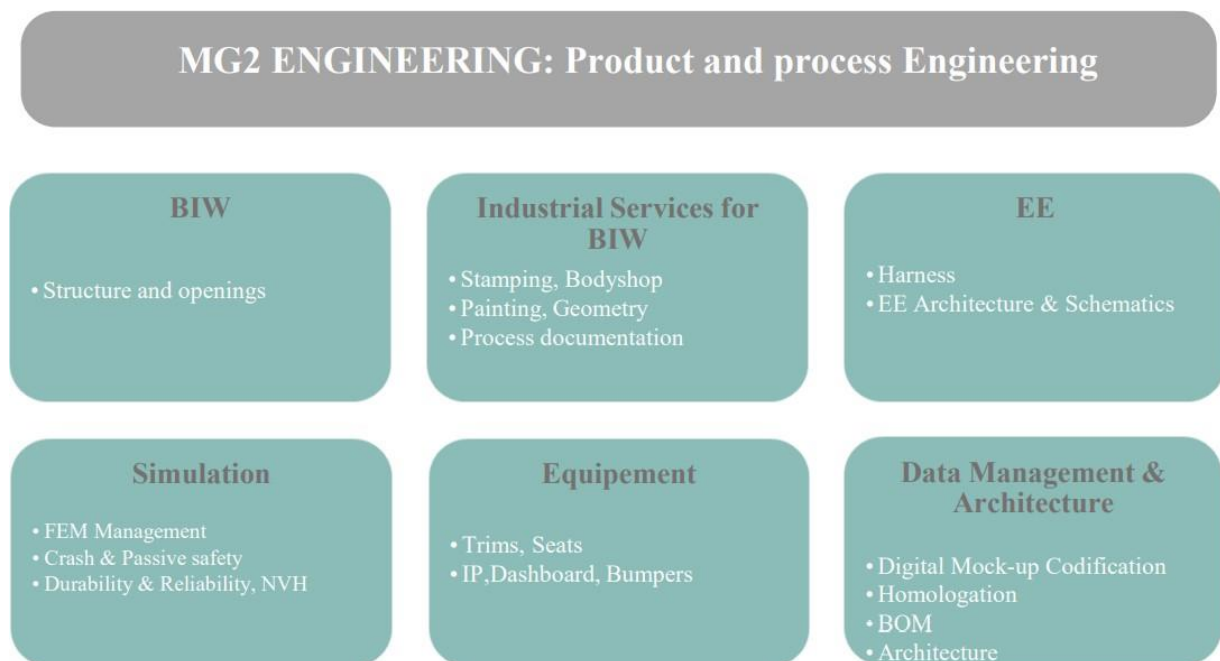 MG2 ENGINEERING: Product and process Engineering
BIW
• Structure and openings
Industrial Services for
BIW
• Stamping, Bodyshop
• Painting, Geometry
• Process documentation
EE
• Harness
• EE Architecture & Schematics
Simulation
• FEM Management
• Crash & Passive safety
• Durability & Reliability, NVH
Equipement
• Trims, Seats
• IP,Dashboard, Bumpers
Data Management &
Architecture
• Digital Mock-up Codification
• Homologation
• BOM
• Architecture